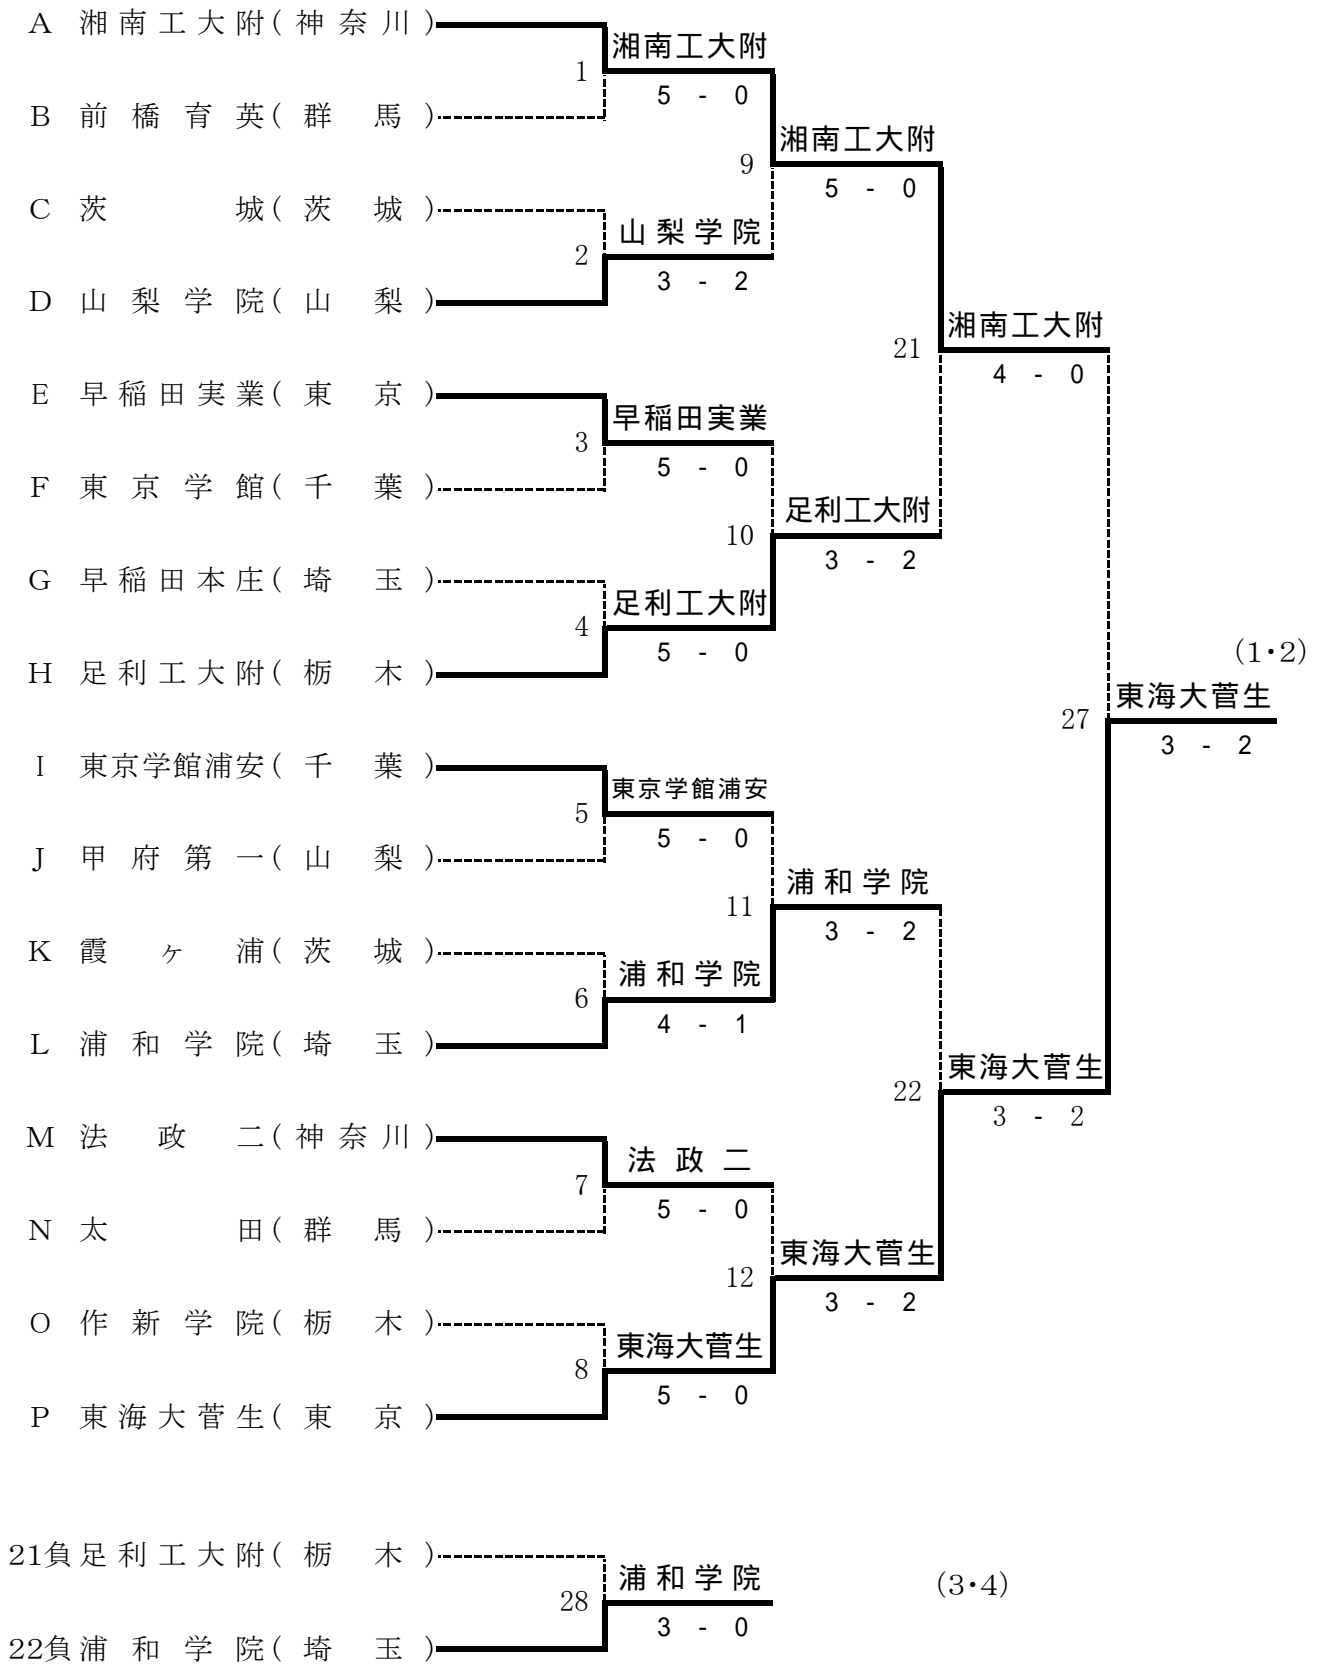 A 湘南工大附(神奈川)
湘南工大附
1
5 - 0
B 前橋育英(群馬)
湘南工大附
9
5 - 0
C 茨城(茨城)
山梨学院
2
3 - 2
D 山梨学院(山梨)
湘南工大附
21
4 - 0
E 早稲田実業(東京)
早稲田実業
3
5 - 0
F 東京学館(千葉)
足利工大附
10
3 - 2
G 早稲田本庄(埼玉)
足利工大附
4
5 - 0
H 足利工大附(栃木)
(1・2)
東海大菅生
27
3 - 2
I 東京学館浦安(千葉)
東京学館浦安
5
5 - 0
J 甲府第一(山梨)
浦和学院
11
3 - 2
K 霞ヶ浦(茨城)
浦和学院
6
4 - 1
L 浦和学院(埼玉)
東海大菅生
22
3 - 2
M 法政二(神奈川)
法政二
7
5 - 0
N 太田(群馬)
東海大菅生
12
3 - 2
O 作新学院(栃木)
東海大菅生
8
5 - 0
P 東海大菅生(東京)
21負足利工大附(栃木)
浦和学院
(3・4)
28
3 - 0
22負浦和学院(埼玉)